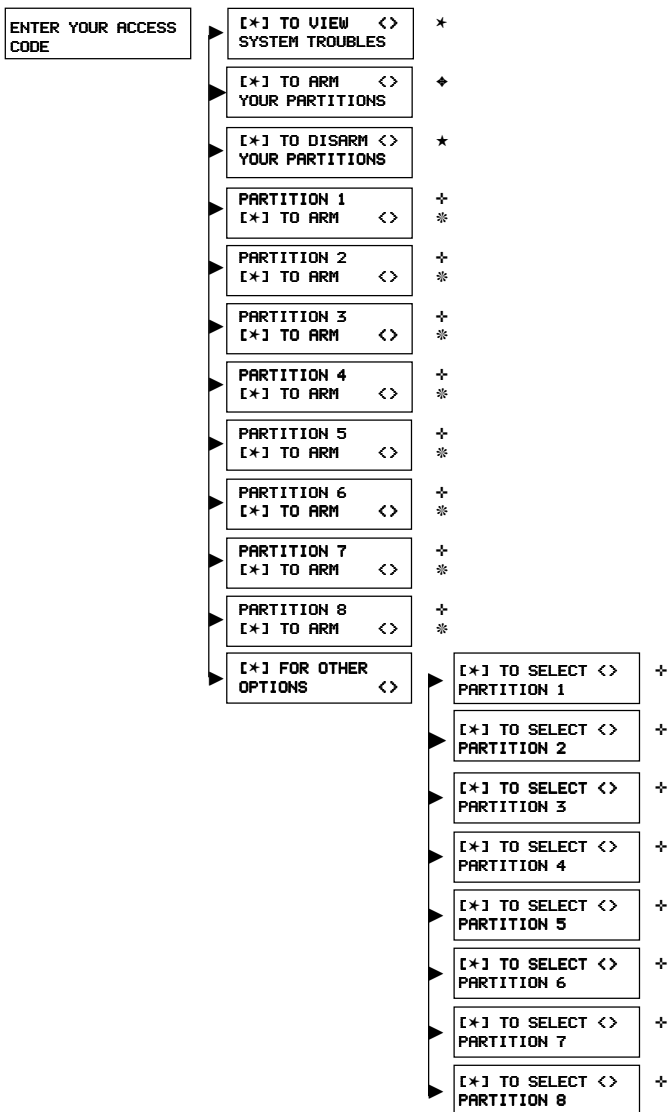 ENTER YOUR ACCESS
CODE
[*] TO VIEW <>
SYSTEM TROUBLES
[*] TO ARM <>
YOUR PARTITIONS
[*] TO DISARM <>
YOUR PARTITIONS
PARTITION 1
[*] TO ARM <>
PARTITION 2
[*] TO ARM <>
PARTITION 3
[*] TO ARM <>
PARTITION 4
[*] TO ARM <>
PARTITION 5
[*] TO ARM <>
PARTITION 6
[*] TO ARM <>
PARTITION 7
[*] TO ARM <>
PARTITION 8
[*] TO ARM <>
[*] FOR OTHER
OPTIONS <>
[*] TO SELECT <>
PARTITION 1
[*] TO SELECT <>
PARTITION 2
[*] TO SELECT <>
PARTITION 3
[*] TO SELECT <>
PARTITION 4
[*] TO SELECT <>
PARTITION 5
[*] TO SELECT <>
PARTITION 6
[*] TO SELECT <>
PARTITION 7
[*] TO SELECT <>
PARTITION 8